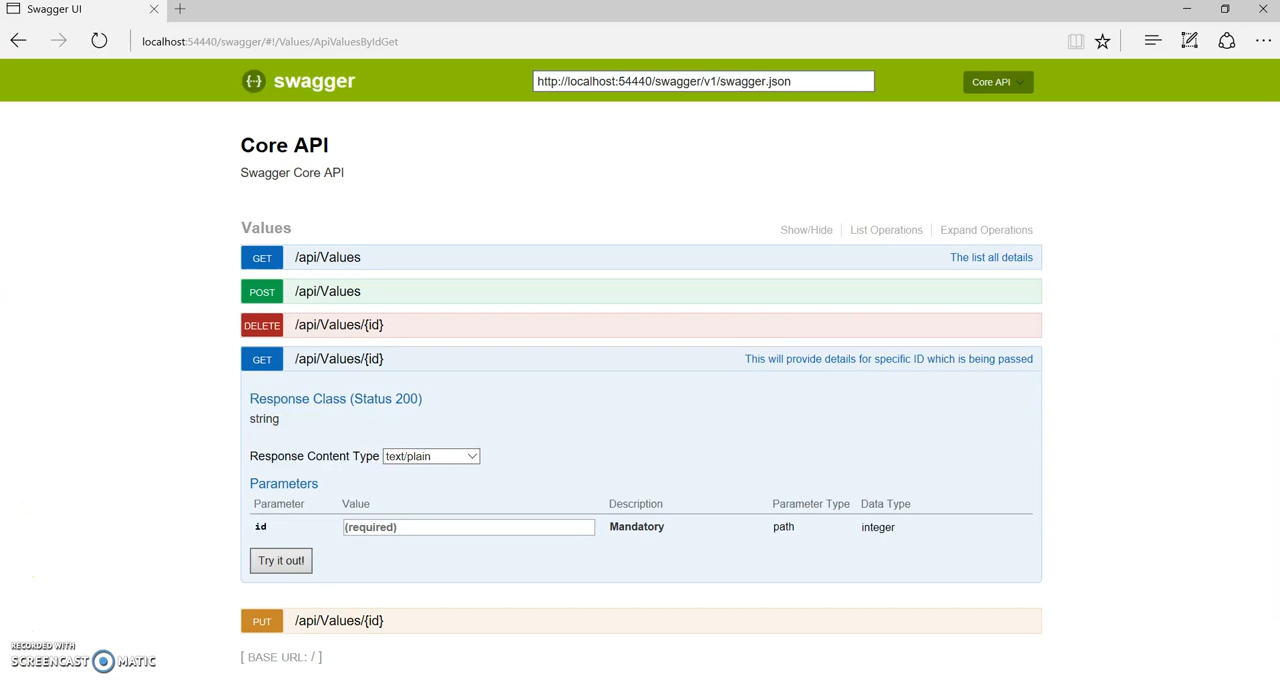 Swagger UI
localhost:54440/swagger/#!/Values/ApiValuesByIdGet
swagger
http://localhost:54440/swagger/v1/swagger.json
Core API
Core API
Swagger Core API
Values
Show/Hide List Operations Expand Operations
GET /api/Values The list all details
POST /api/Values
DELETE /api/Values/{id}
GET /api/Values/{id} This will provide details for specific ID which is being passed
Response Class (Status 200)
string
Response Content Type text/plain
Parameters
Parameter Value Description Parameter Type Data Type
id (required) Mandatory path integer
Try it out!
PUT /api/Values/{id}
[ BASE URL: / ]
RECORDED WITH
SCREENCAST MATIC